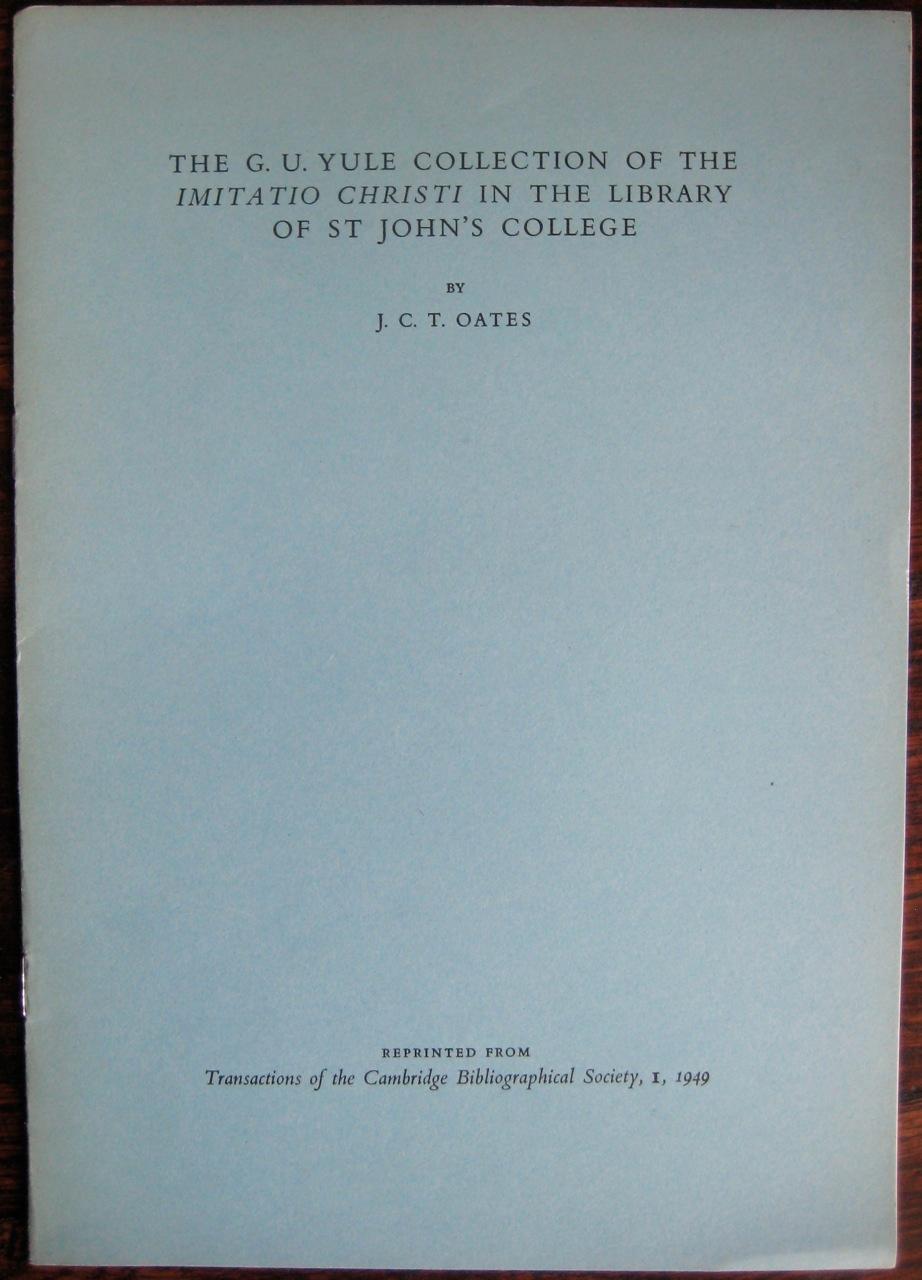 THE G. U. YULE COLLECTION OF THE
IMITATIO CHRISTI IN THE LIBRARY
OF ST JOHN'S COLLEGE
BY
J. C. T. OATES
REPRINTED FROM
Transactions of the Cambridge Bibliographical Society, I, 1949